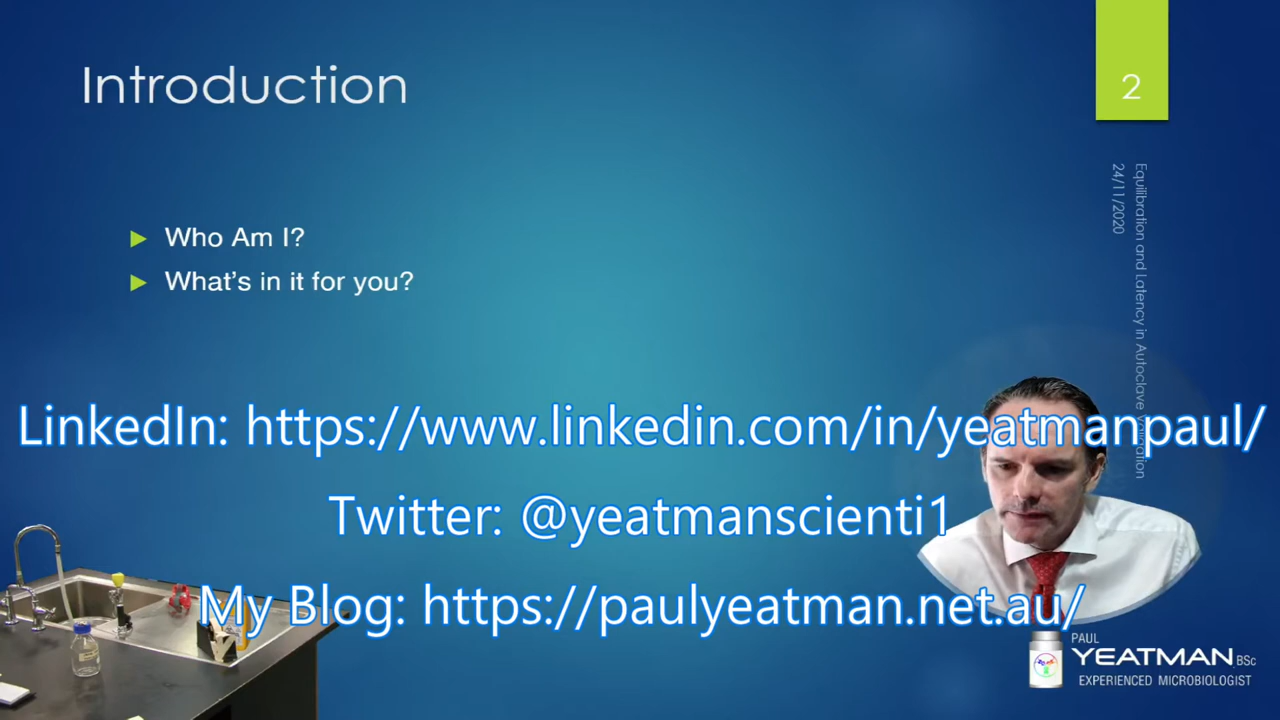 Introduction
2
Who Am I?
What's in it for you?
Equilibration and Latency in Autoclave Validation
24/11/2020
LinkedIn: https://www.linkedin.com/in/yeatmanpaul/
Twitter: @yeatmanscienti1
My Blog: https://paulyeatman.net.au/
PAUL
YEATMAN, BSc
EXPERIENCED MICROBIOLOGIST